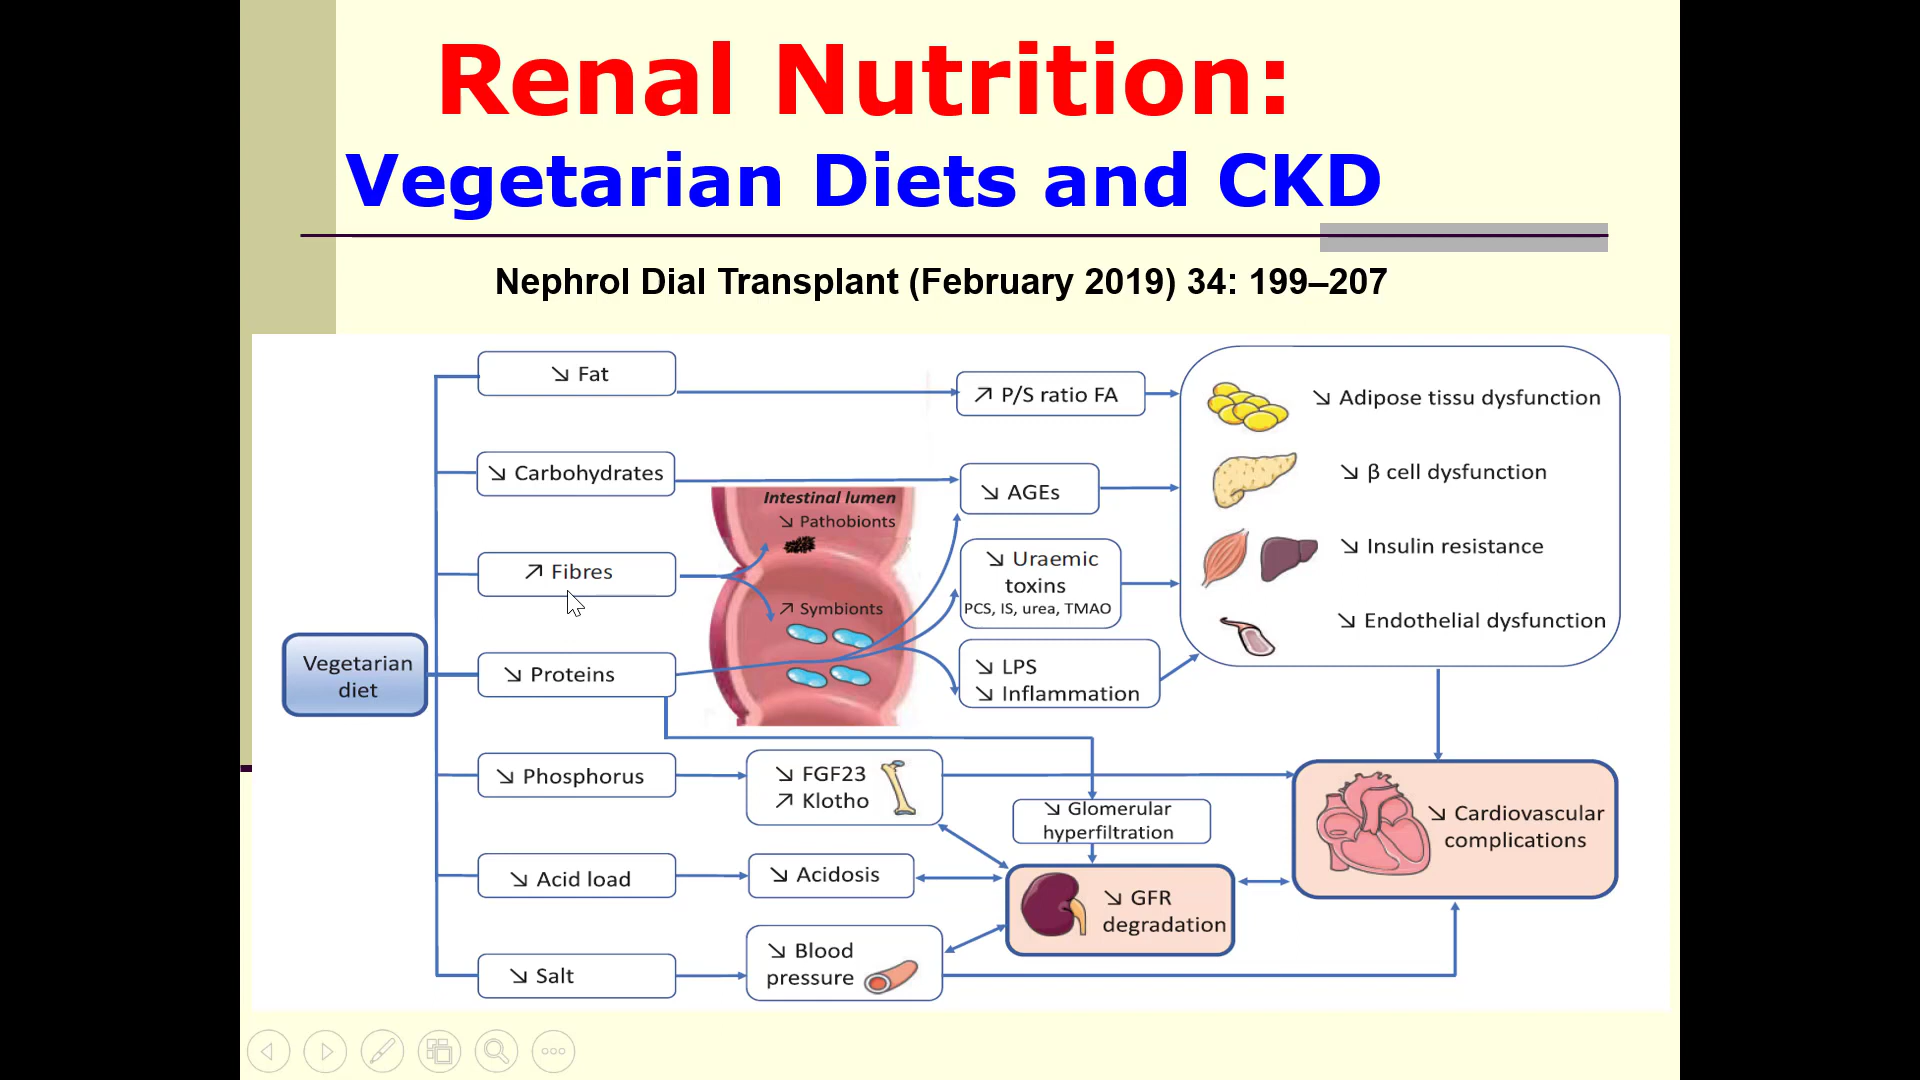 Renal Nutrition:
Vegetarian Diets and CKD
Nephrol Dial Transplant (February 2019) 34: 199–207
Vegetarian
diet
↘ Fat
↘ Carbohydrates
↗ Fibres
↘ Proteins
↘ Phosphorus
↘ Acid load
↘ Salt
Intestinal lumen
↘ Pathobionts
↗ Symbionts
↘ FGF23
↗ Klotho
↘ Acidosis
↘ Blood
pressure
↗ P/S ratio FA
↘ AGEs
↘ Uraemic
toxins
PCS, IS, urea, TMAO
↘ LPS
↘ Inflammation
↘ Glomerular
hyperfiltration
↘ GFR
degradation
↘ Adipose tissu dysfunction
↘ β cell dysfunction
↘ Insulin resistance
↘ Endothelial dysfunction
↘ Cardiovascular
complications